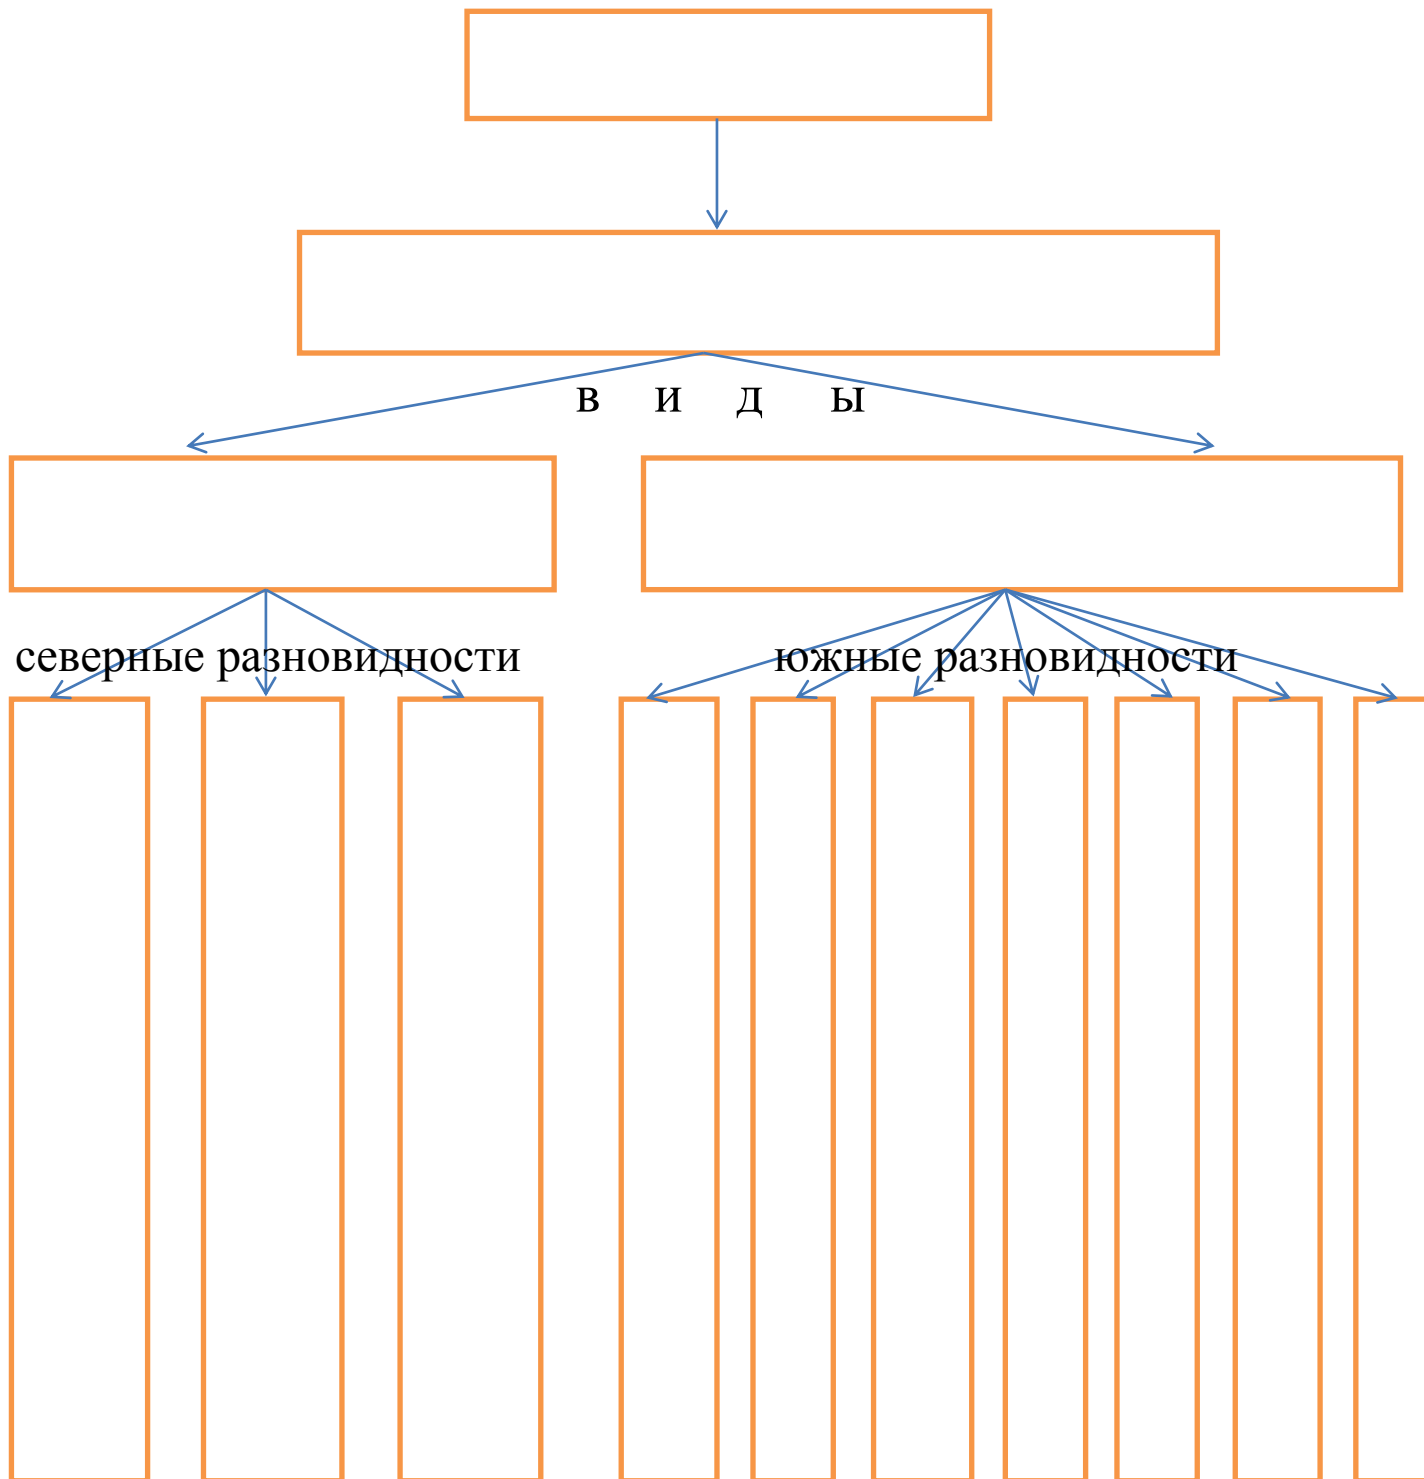 в и д ы
северные разновидности
южные разновидности